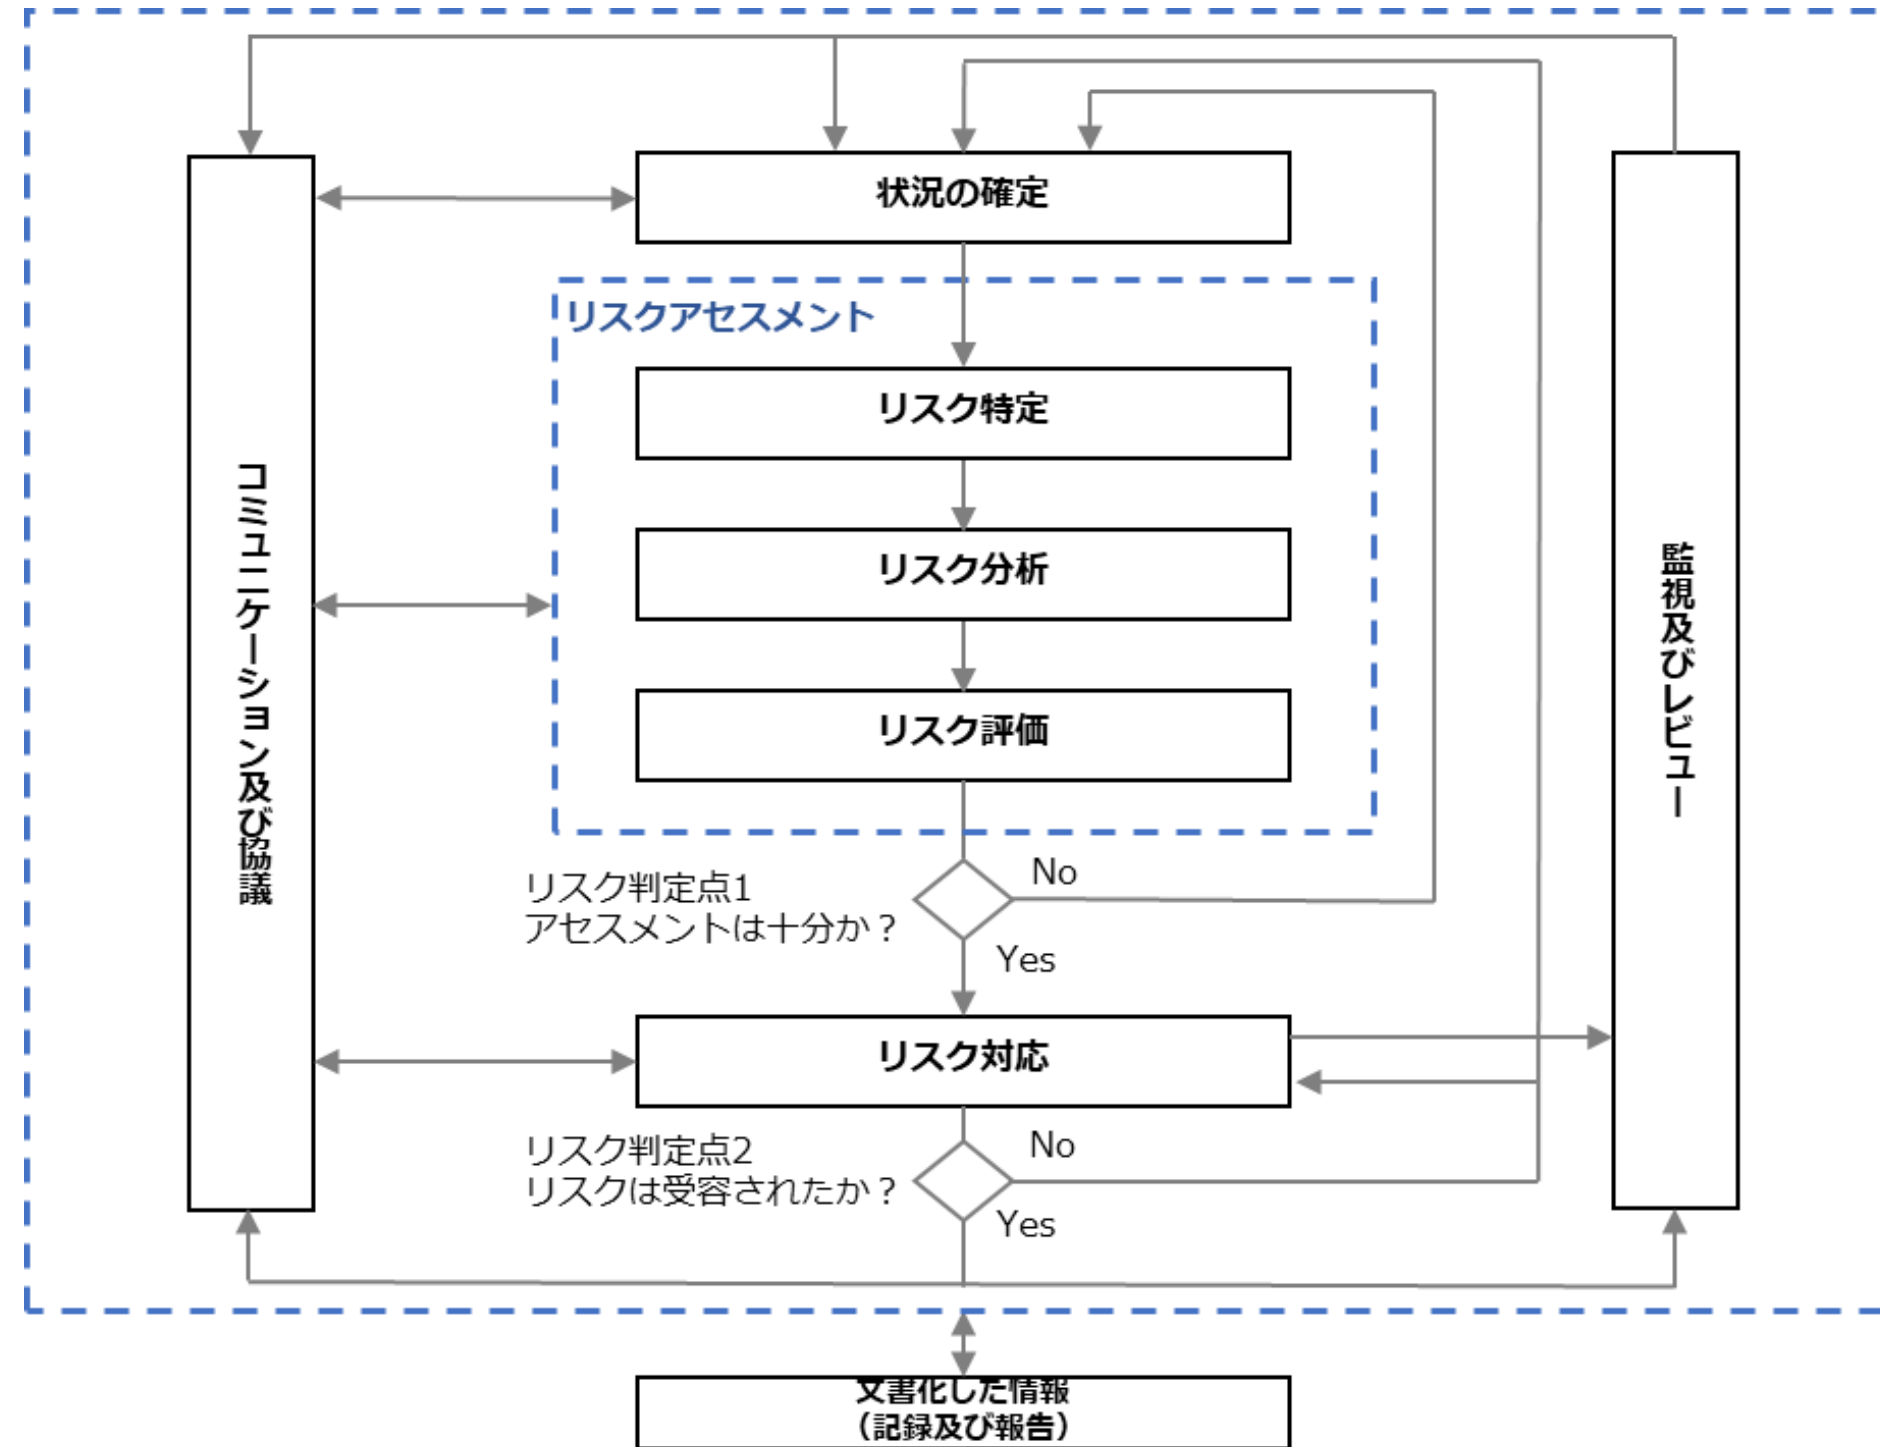 状況の確定
リスクアセスメント
リスク特定
リスク分析
リスク評価
コミュニケーション及び協議
監視及びレビュー
リスク判定点1
アセスメントは十分か？
No
Yes
リスク対応
リスク判定点2
リスクは受容されたか？
No
Yes
文書化した情報
（記録及び報告）